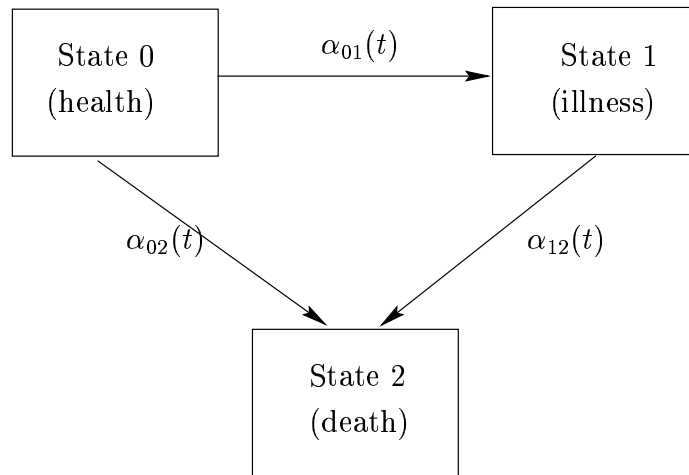 State 0
(health)
α₀₁(t)
State 1
(illness)
α₀₂(t)
α₁₂(t)
State 2
(death)